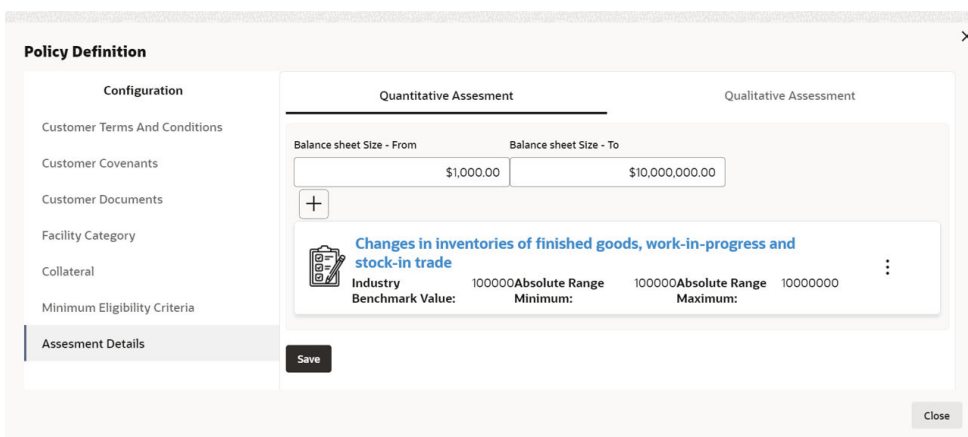 Policy Definition
Configuration
Customer Terms And Conditions
Customer Covenants
Customer Documents
Facility Category
Collateral
Minimum Eligibility Criteria
Assesment Details
Quantitative Assesment
Qualitative Assessment
Balance sheet Size - From
Balance sheet Size - To
$1,000.00
$10,000,000.00
Changes in inventories of finished goods, work-in-progress and
stock-in trade
Industry 100000 Absolute Range 100000 Absolute Range 10000000
Benchmark Value: Minimum: Maximum:
Save
Close